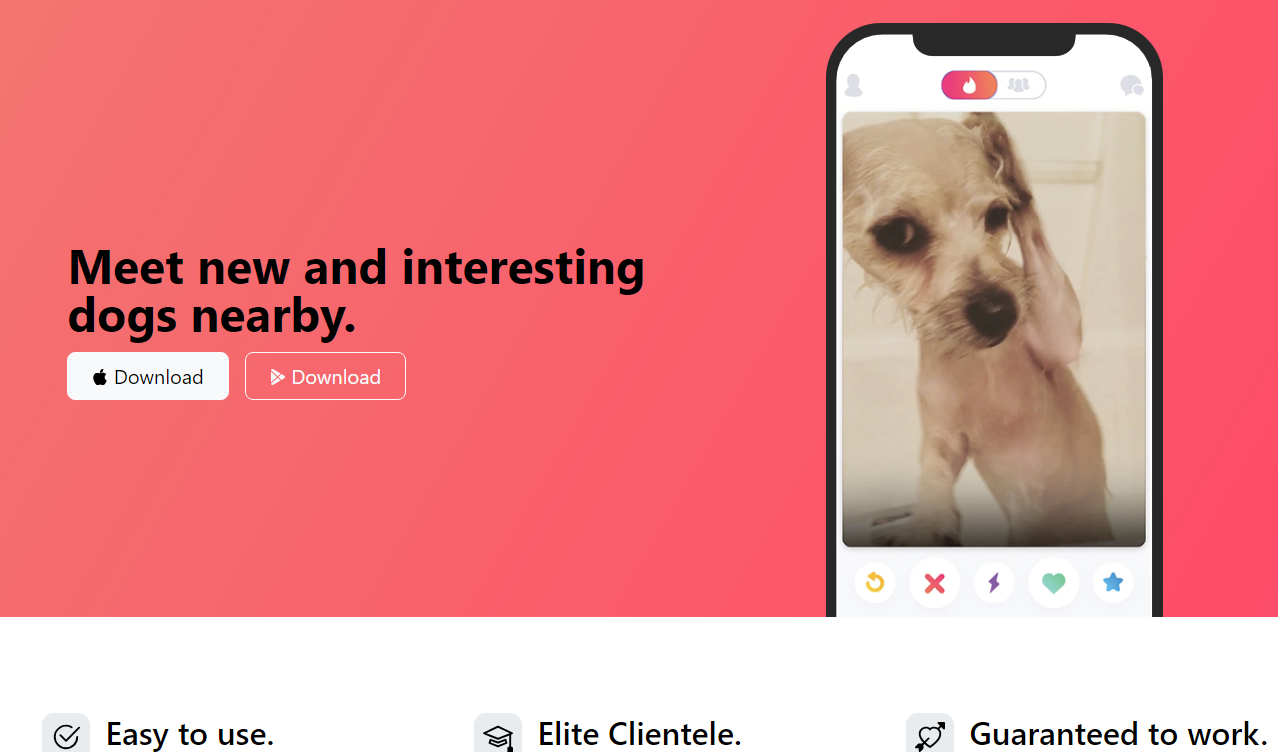 Meet new and interesting
dogs nearby.
Download
Download
Easy to use.
Elite Clientele.
Guaranteed to work.